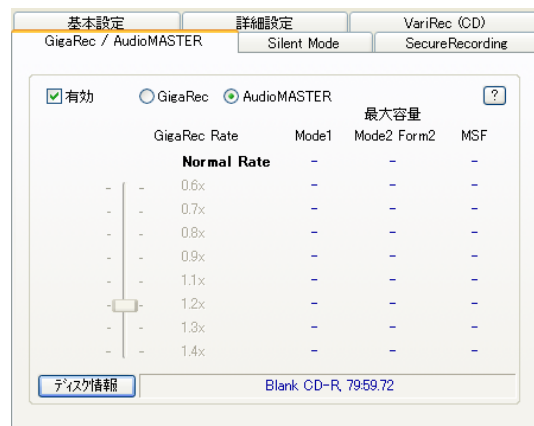 基本設定 詳細設定 VariRec (CD)
GigaRec / AudioMASTER Silent Mode SecureRecording
有効 GigaRec AudioMASTER ?
最大容量
GigaRec Rate Mode1 Mode2 Form2 MSF
Normal Rate - - -
0.6x - - -
0.7x - - -
0.8x - - -
0.9x - - -
1.1x - - -
1.2x - - -
1.3x - - -
1.4x - - -
ディスク情報 Blank CD-R, 79:59.72